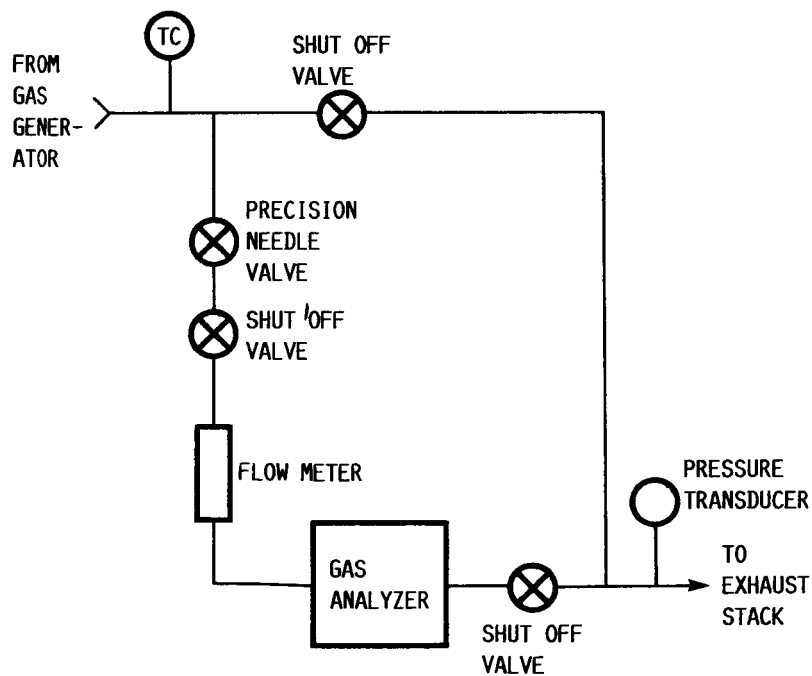 TC
SHUT OFF
VALVE
FROM
GAS
GENER-
ATOR
PRECISION
NEEDLE
VALVE
SHUT OFF
VALVE
FLOW METER
PRESSURE
TRANSDUCER
GAS
ANALYZER
TO
EXHAUST
STACK
SHUT OFF
VALVE